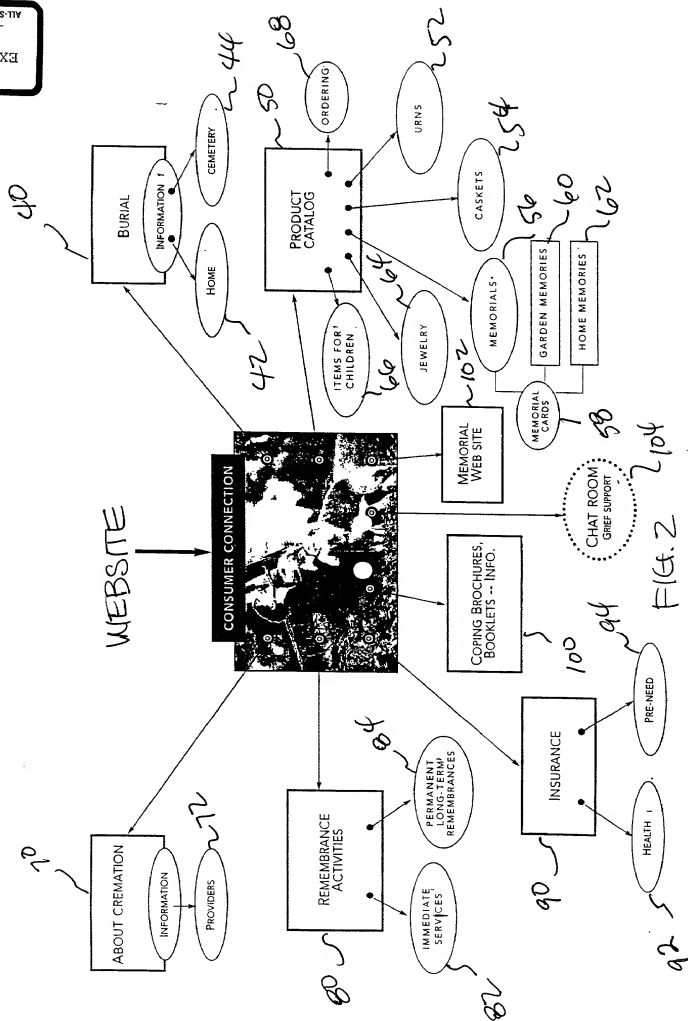 WEBSITE
CONSUMER CONNECTION
70
ABOUT CREMATION
INFORMATION
PROVIDERS
72
40
BURIAL
INFORMATION
HOME
42
CEMETERY
44
80
REMEMBRANCE
ACTIVITIES
IMMEDIATE
SERVICES
82
PERMANENT
LONG-TERM
REMEMBRANCES
84
PRODUCT
CATALOG
50
ORDERING
68
URNS
52
CASKETS
54
MEMORIALS
56
JEWELRY
64
ITEMS FOR
CHILDREN
66
MEMORIAL
CARDS
58
GARDEN MEMORIES
60
HOME MEMORIES
62
90
INSURANCE
HEALTH
92
PRE-NEED
94
COPING BROCHURES,
BOOKLETS -- INFO.
100
MEMORIAL
WEB SITE
102
CHAT ROOM
GRIEF SUPPORT
104
FIG. 2
EX
ALL-S